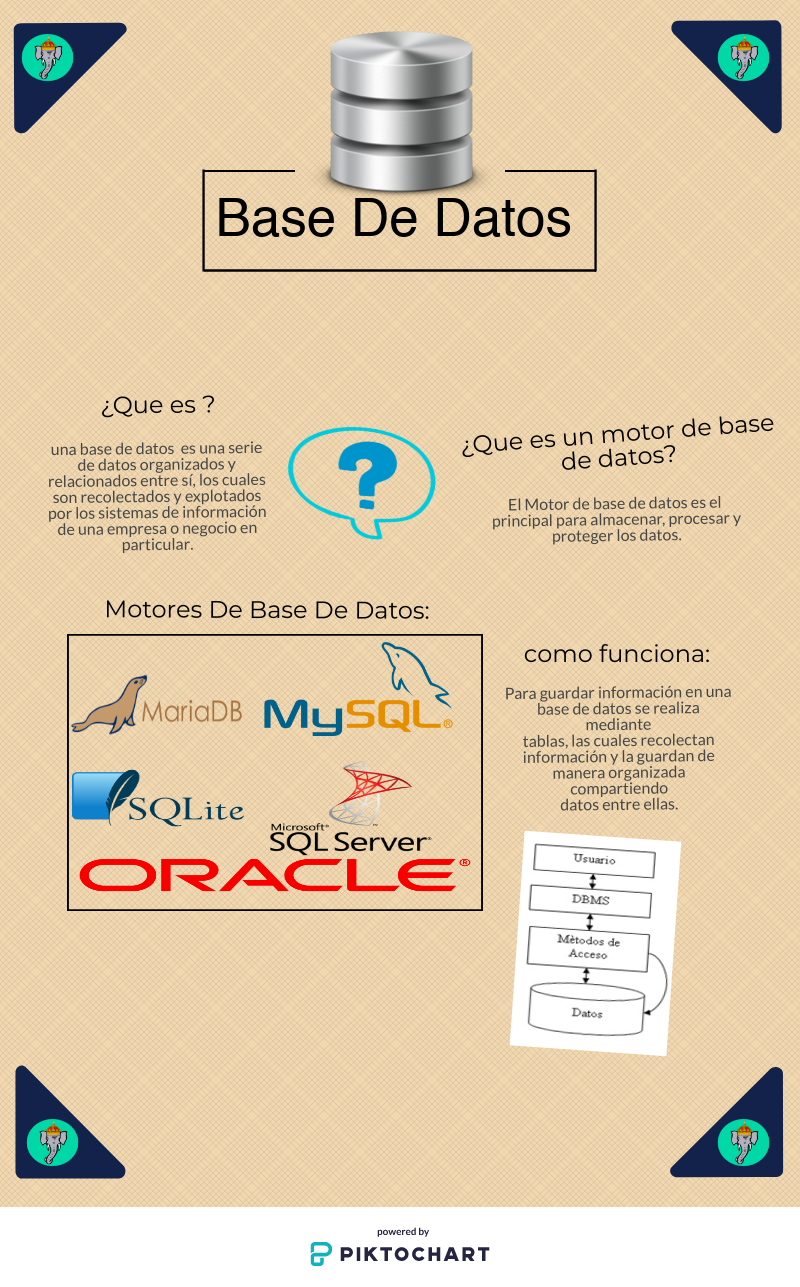 Base De Datos
¿Que es ?
una base de datos es una serie
de datos organizados y
relacionados entre sí, los cuales
son recolectados y explotados
por los sistemas de información
de una empresa o negocio en
particular.
?
¿Que es un motor de base
de datos?
El Motor de base de datos es el
principal para almacenar, procesar y
proteger los datos.
Motores De Base De Datos:
MariaDB
MySQL®
SQLite
Microsoft®
SQL Server®
ORACLE®
como funciona:
Para guardar información en una
base de datos se realiza
mediante
tablas, las cuales recolectan
información y la guardan de
manera organizada
compartiendo
datos entre ellas.
Usuario
DBMS
Mètodos de
Acceso
Datos
powered by
PIKTOCHART